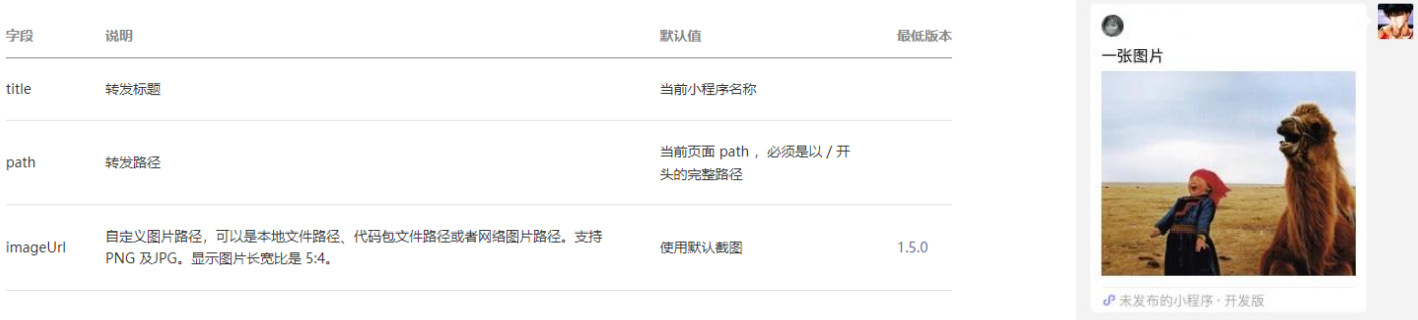 字段 说明 默认值 最低版本
title 转发标题 当前小程序名称
path 转发路径 当前页面 path ，必须是以 / 开
头的完整路径
imageUrl 自定义图片路径，可以是本地文件路径、代码包文件路径或者网络图片路径。支持
PNG 及JPG。显示图片长宽比是 5:4。 使用默认截图 1.5.0
一张图片
未发布的小程序 · 开发版